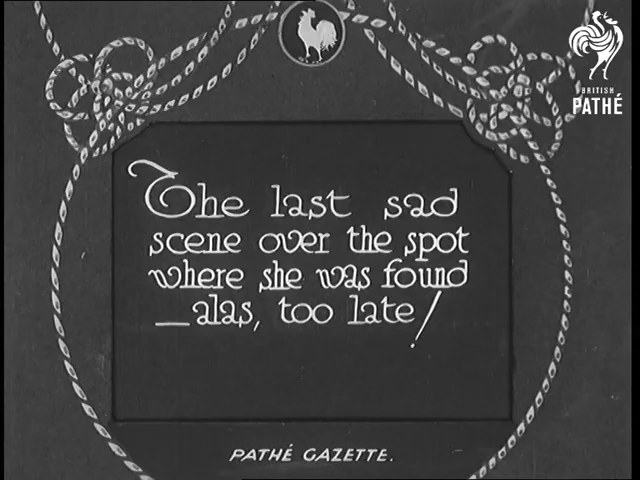 BRITISH
PATHÉ
The last sad
scene over the spot
where she was found
— alas, too late!
PATHÉ GAZETTE.